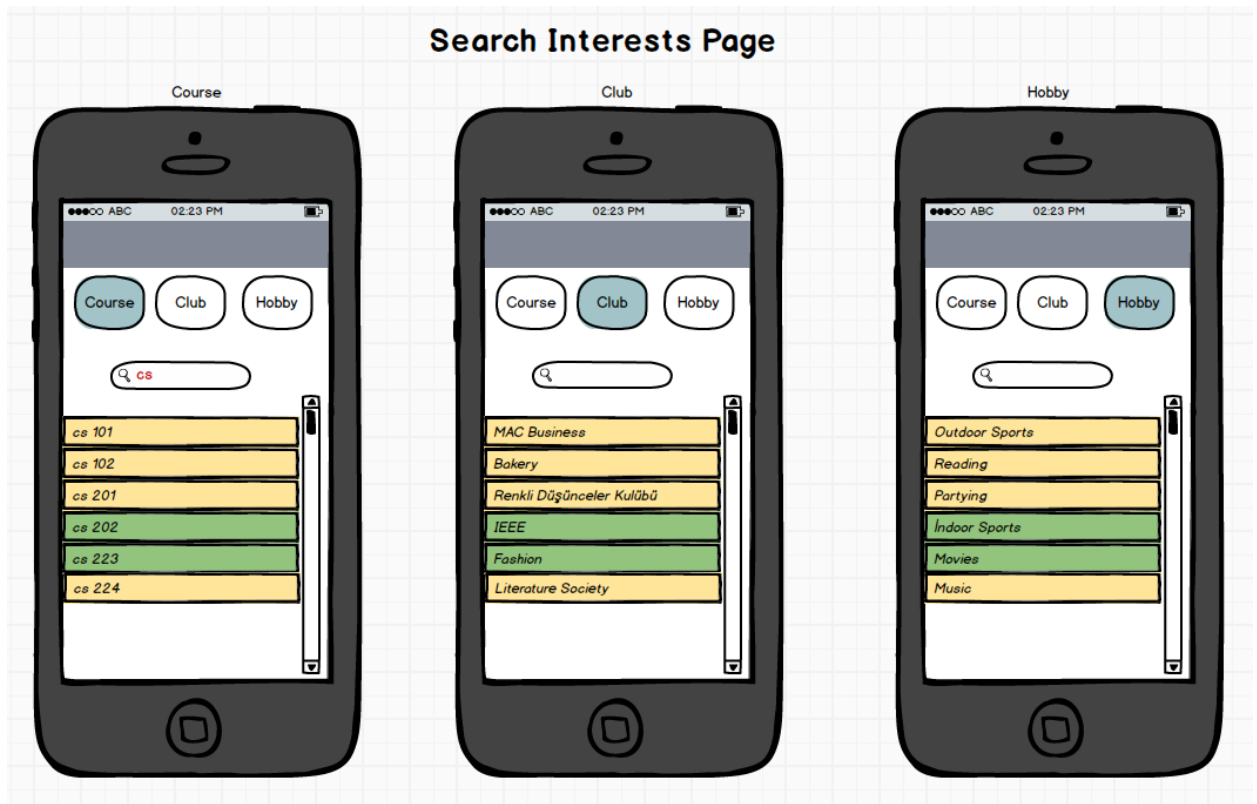 Search Interests Page
Course
●●●○○ ABC 02:23 PM
Course Club Hobby
cs
cs 101
cs 102
cs 201
cs 202
cs 223
cs 224
Club
●●●○○ ABC 02:23 PM
Course Club Hobby
MAC Business
Bakery
Renkli Düşünceler Kulübü
IEEE
Fashion
Literature Society
Hobby
●●●○○ ABC 02:23 PM
Course Club Hobby
Outdoor Sports
Reading
Partying
İndoor Sports
Movies
Music